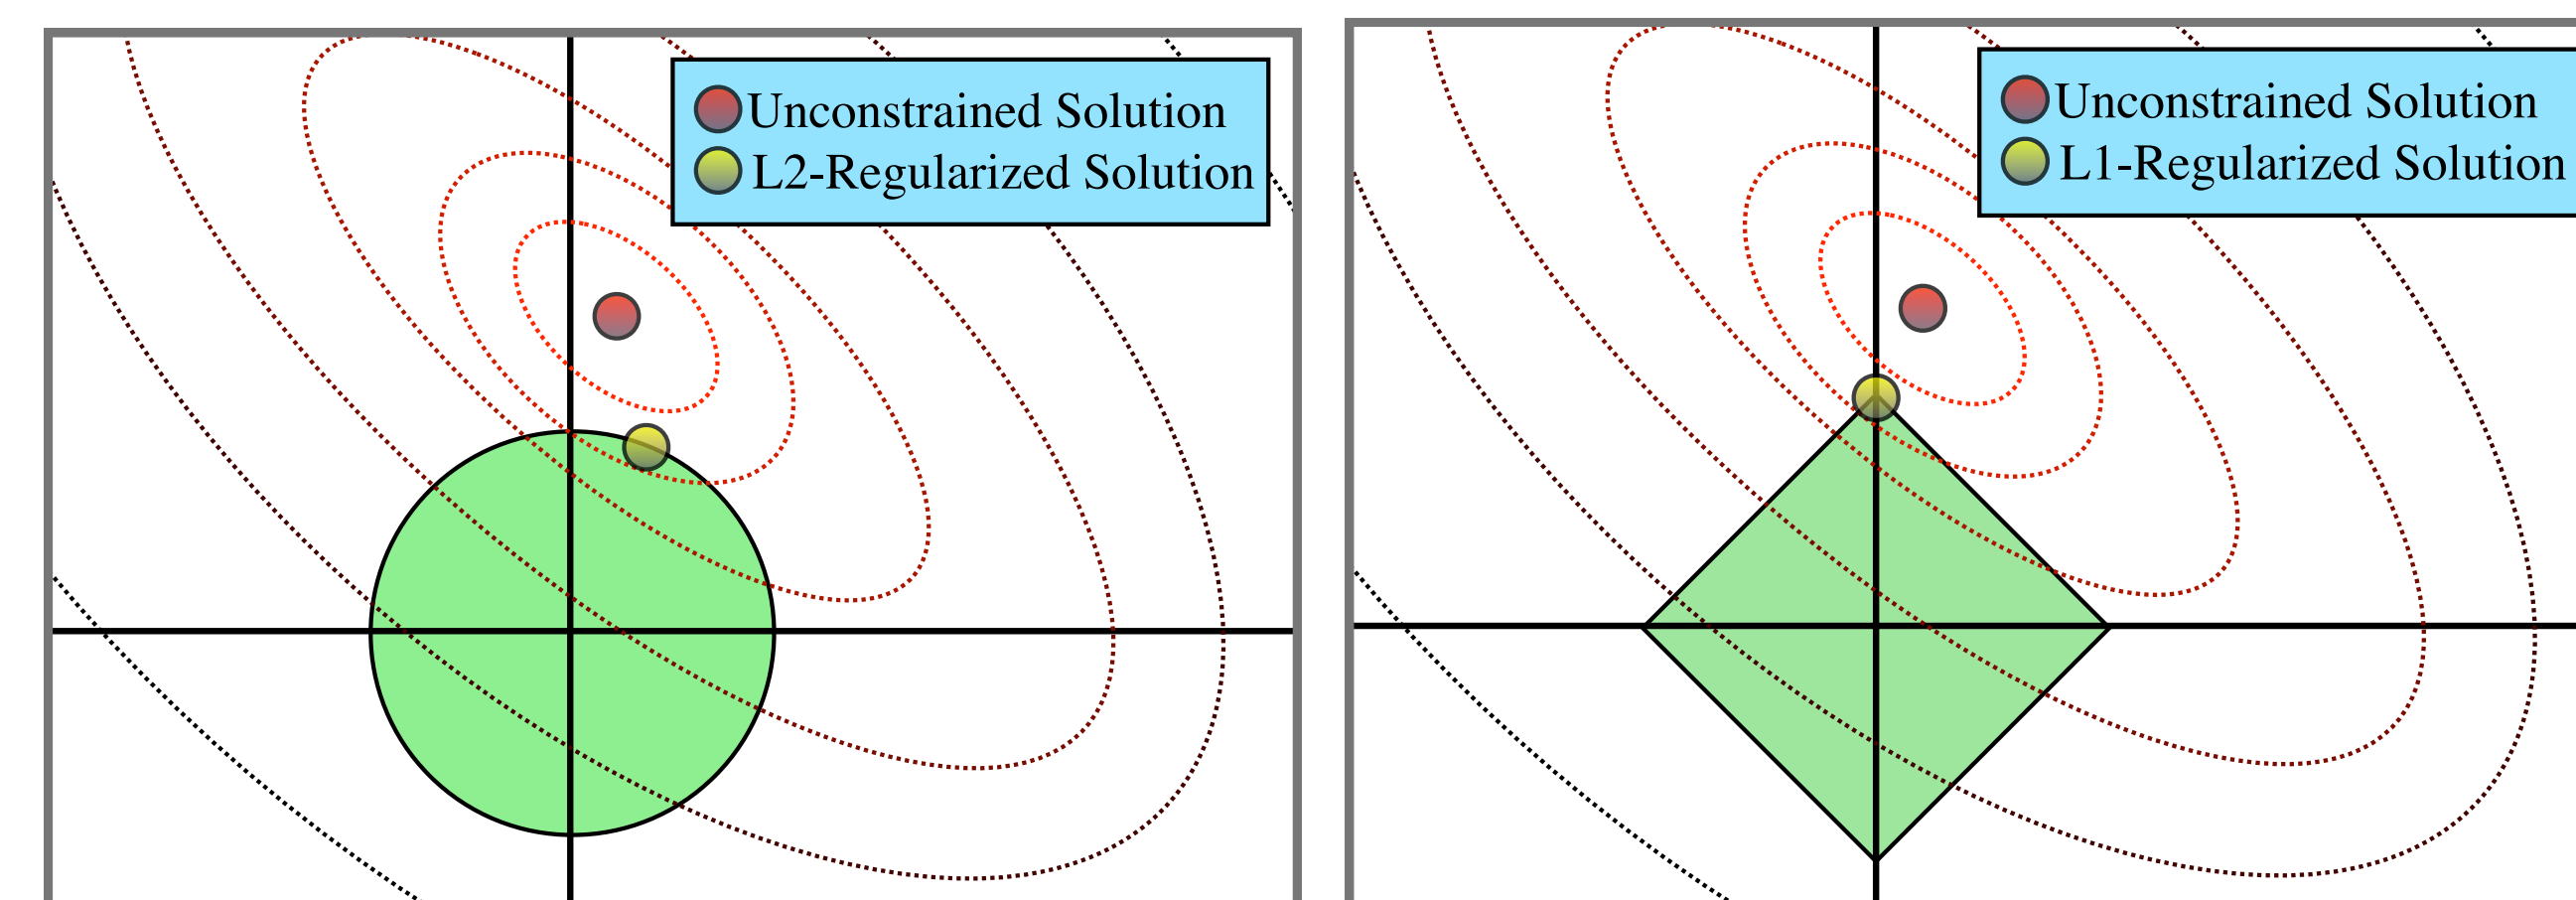 Unconstrained Solution
L2-Regularized Solution
Unconstrained Solution
L1-Regularized Solution